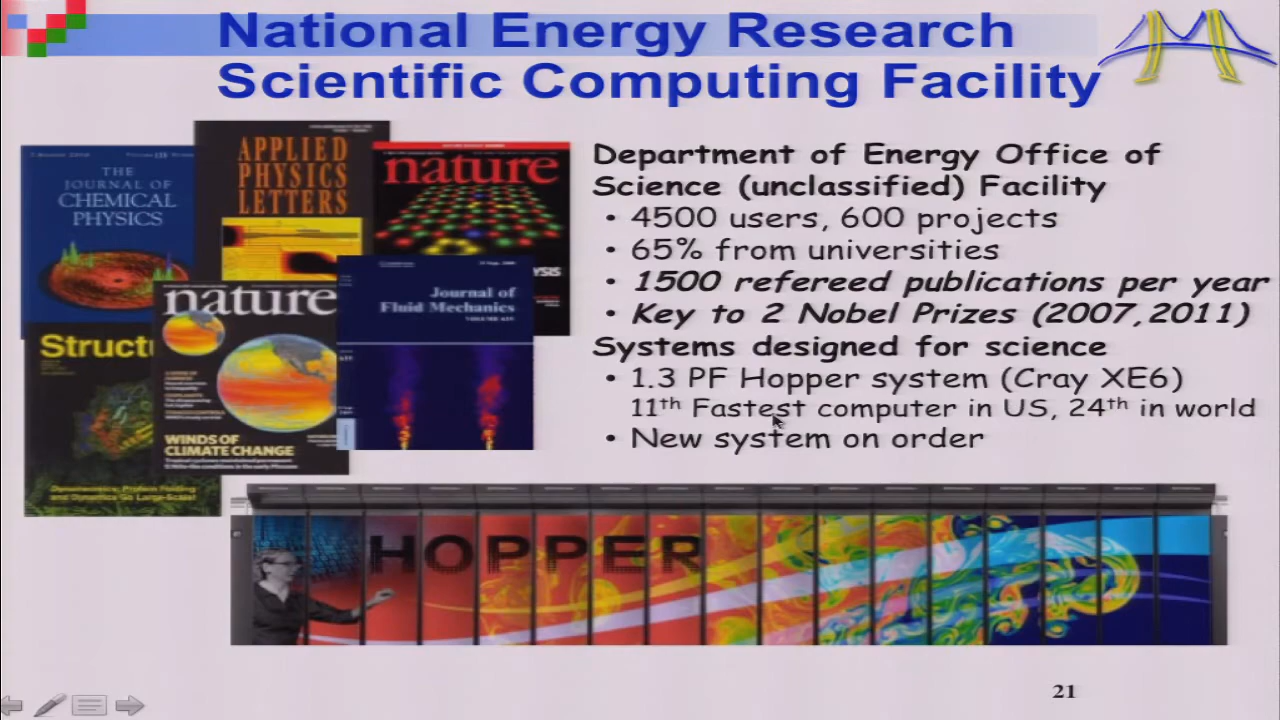 National Energy Research
Scientific Computing Facility
THE
JOURNAL OF
CHEMICAL
PHYSICS
APPLIED
PHYSICS
LETTERS
nature
nature
WINDS OF
CLIMATE CHANGE
Journal of
Fluid Mechanics
Department of Energy Office of
Science (unclassified) Facility
• 4500 users, 600 projects
• 65% from universities
• 1500 refereed publications per year
• Key to 2 Nobel Prizes (2007,2011)
Systems designed for science
• 1.3 PF Hopper system (Cray XE6)
11th Fastest computer in US, 24th in world
• New system on order
HOPPER
21